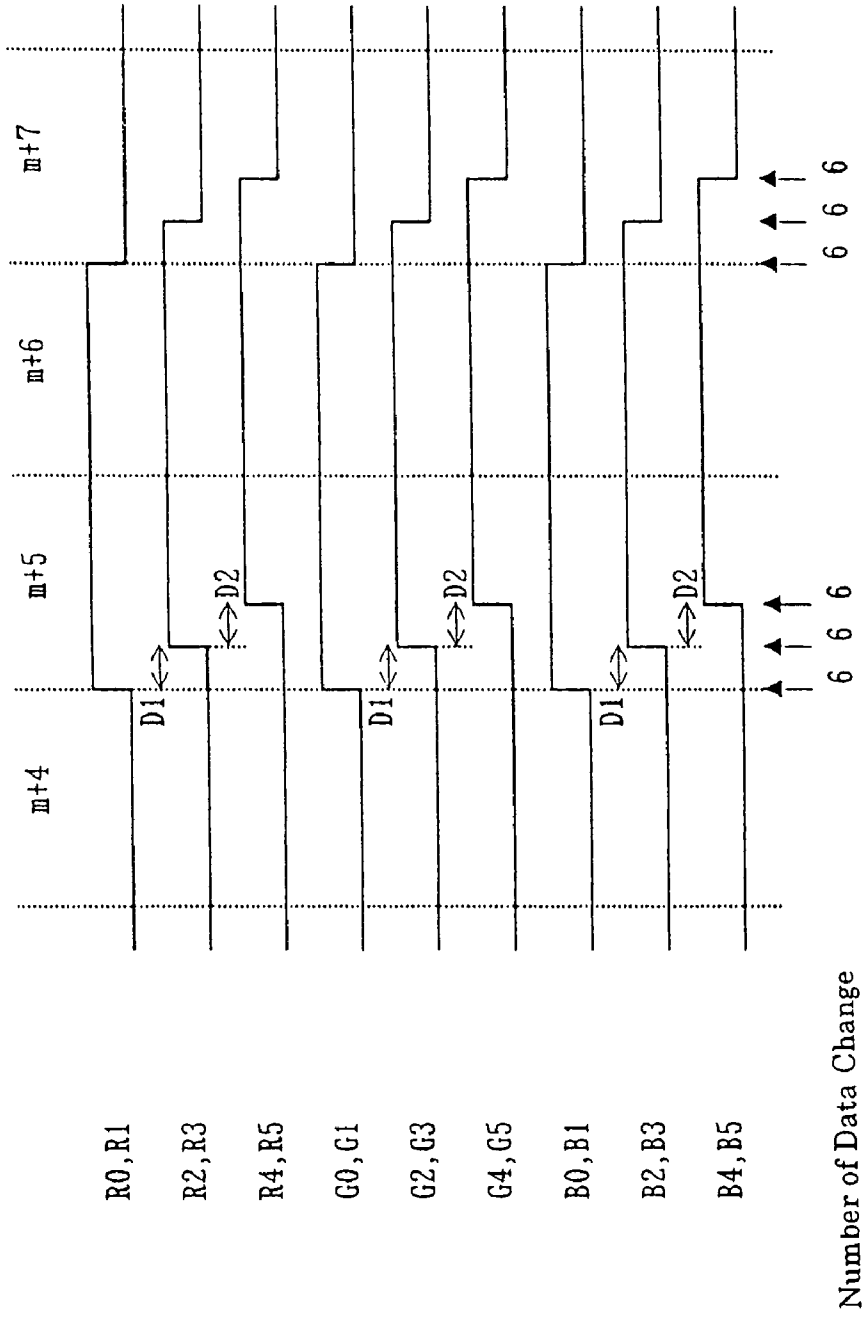 m+4 m+5 m+6 m+7
R0,R1
D1
R2,R3
D2
R4,R5
G0,G1
D1
G2,G3
D2
G4,G5
B0,B1
D1
B2,B3
D2
B4,B5
Number of Data Change 6 6 6 6 6 6